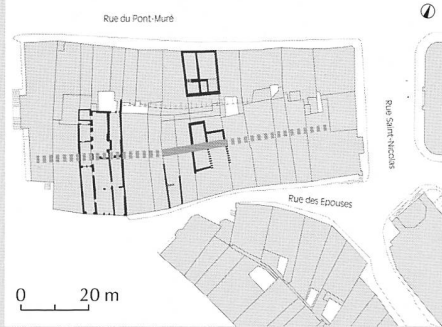 Rue du Pont-Muré
Rue Saint-Nicolas
Rue des Epouses
0 20 m